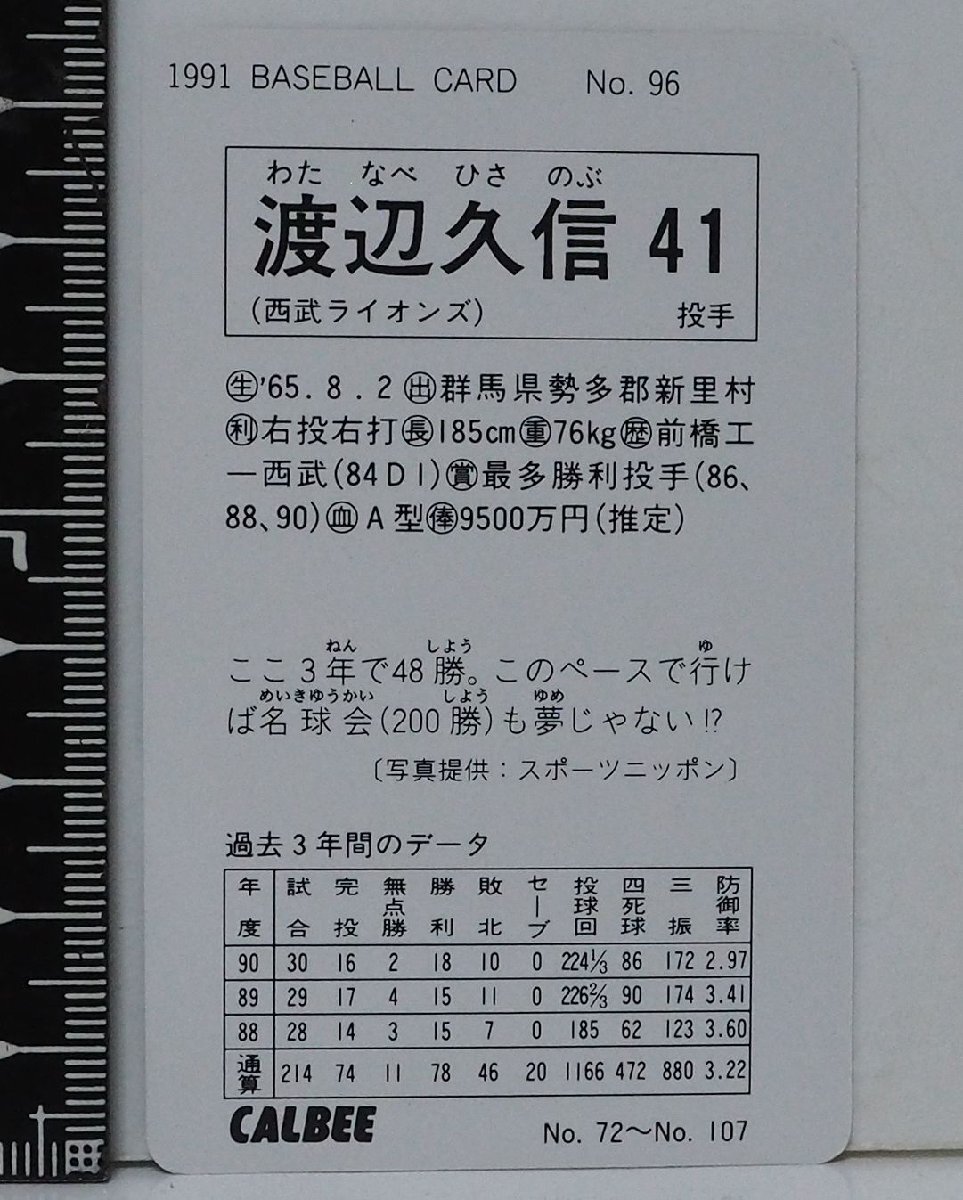 1991 BASEBALL CARD No. 96
わた なべ ひさ のぶ
渡辺久信 41
(西武ライオンズ) 投手
㊤'65.8.2㊦群馬県勢多郡新里村
利右投右打長185cm重76kg歴前橋工
―西武(84D1)賞最多勝利投手(86、
88、90)血A型俸9500万円(推定)
ねん しよう ゆ
ここ3年で48勝。このペースで行け
めいきゆうかい しよう ゆめ
ば名球会(200勝)も夢じゃない!?
〔写真提供:スポーツニッポン〕
過去3年間のデータ
年度 試合 完投 無点勝 勝利 敗北 セーブ 投球回 四死球 三振 防御率
90 30 16 2 18 10 0 224⅓ 86 172 2.97
89 29 17 4 15 11 0 226⅔ 90 174 3.41
88 28 14 3 15 7 0 185 62 123 3.60
通算 214 74 11 78 46 20 1166 472 880 3.22
CALBEE No. 72〜No. 107